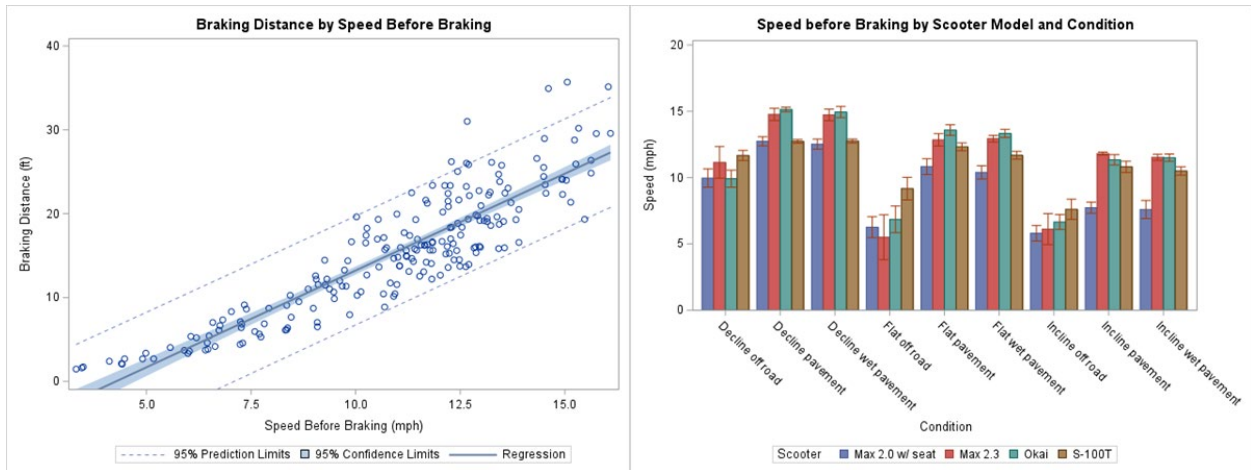 Braking Distance by Speed Before Braking
40
30
20
10
0
Braking Distance (ft)
5.0 7.5 10.0 12.5 15.0
Speed Before Braking (mph)
95% Prediction Limits 95% Confidence Limits Regression
Speed before Braking by Scooter Model and Condition
20
15
10
5
0
Speed (mph)
Decline off road
Decline pavement
Decline wet pavement
Flat off road
Flat pavement
Flat wet pavement
Incline off road
Incline pavement
Incline wet pavement
Condition
Scooter Max 2.0 w/ seat Max 2.3 Okai S-100T